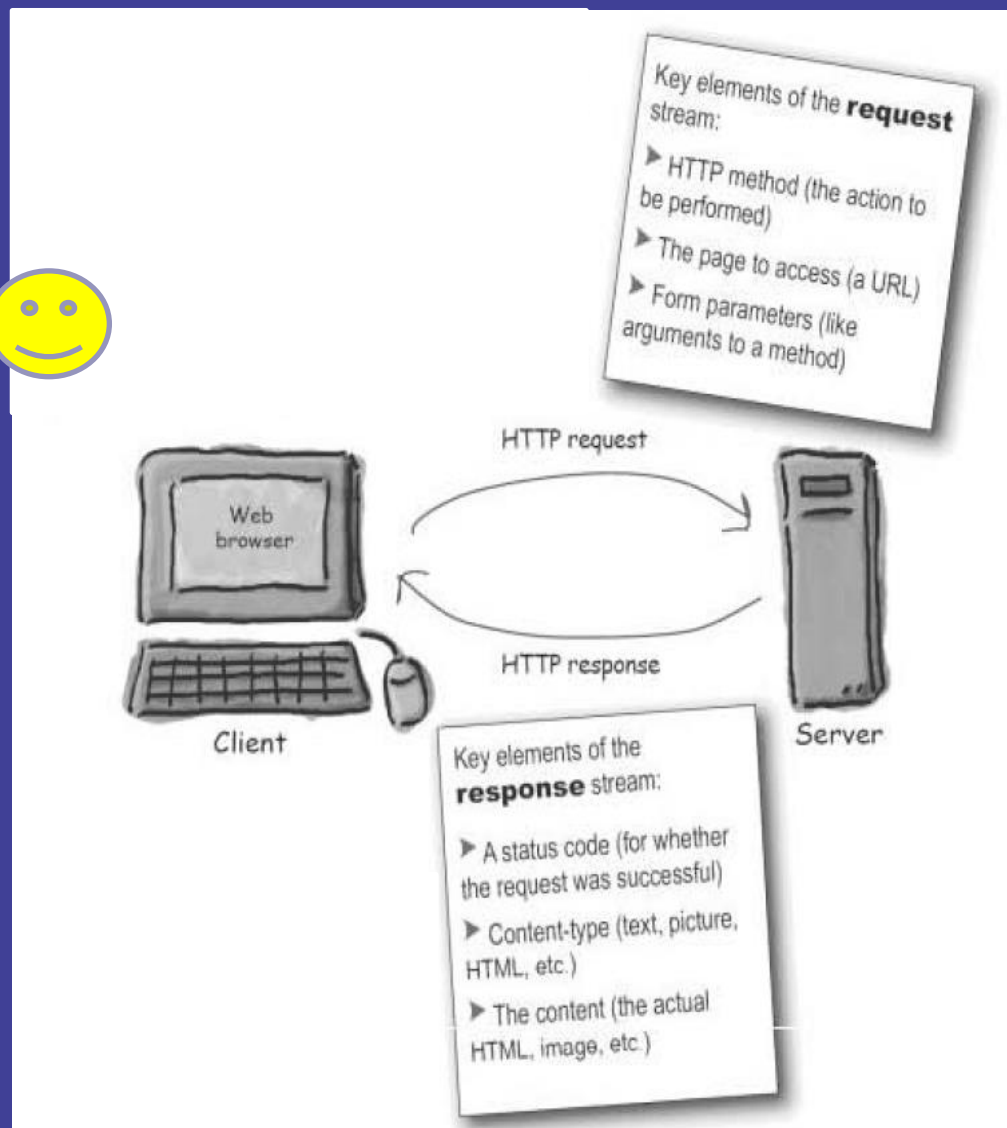 Key elements of the request
stream:
➤ HTTP method (the action to
be performed)
➤ The page to access (a URL)
➤ Form parameters (like
arguments to a method)
HTTP request
Web
browser
HTTP response
Client
Server
Key elements of the
response stream:
➤ A status code (for whether
the request was successful)
➤ Content-type (text, picture,
HTML, etc.)
➤ The content (the actual
HTML, image, etc.)